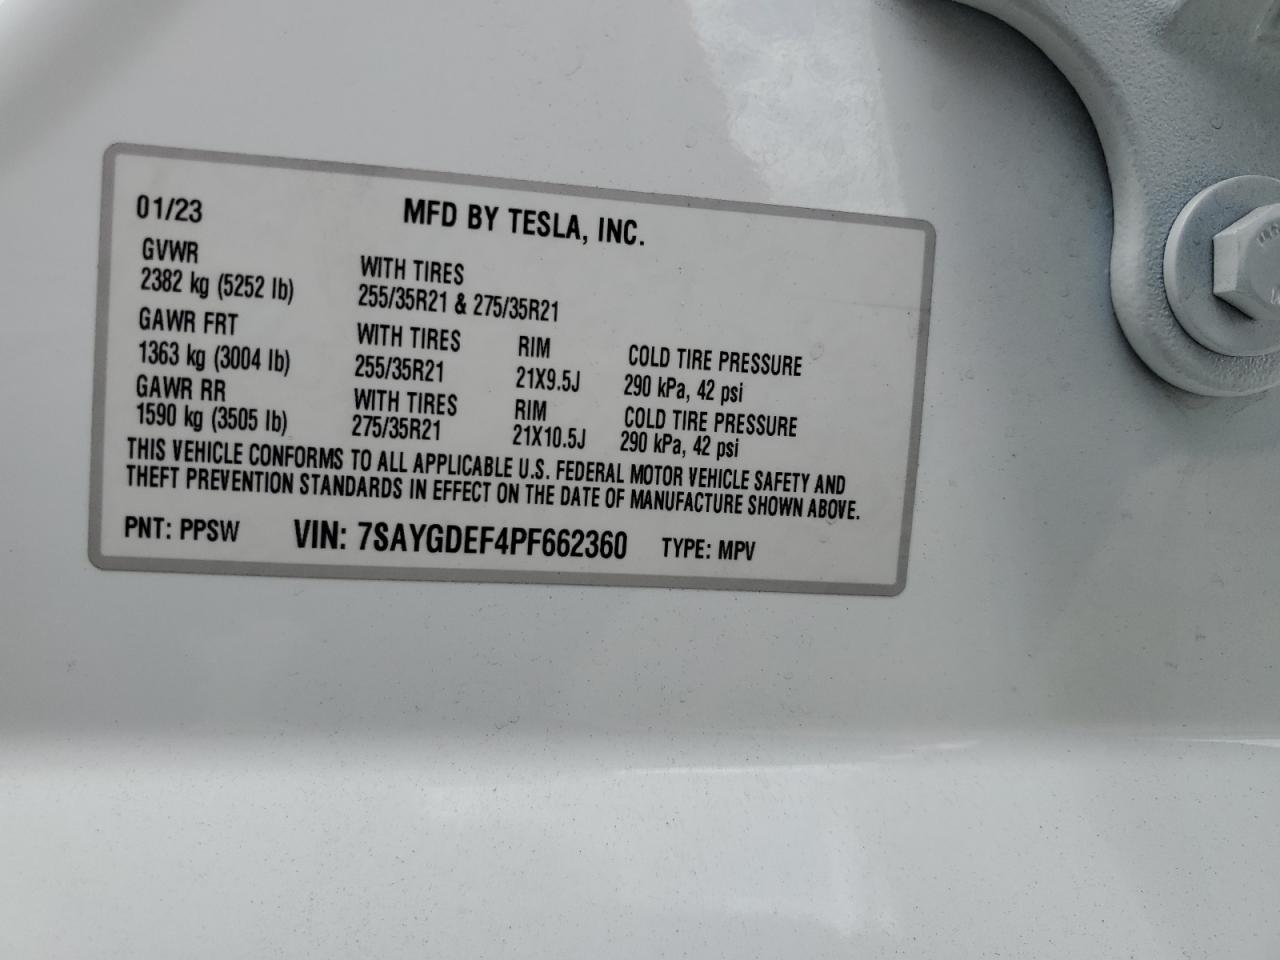 01/23 MFD BY TESLA, INC.
GVWR WITH TIRES
2382 kg (5252 lb) 255/35R21 & 275/35R21
GAWR FRT WITH TIRES RIM COLD TIRE PRESSURE
1363 kg (3004 lb) 255/35R21 21X9.5J 290 kPa, 42 psi
GAWR RR WITH TIRES RIM COLD TIRE PRESSURE
1590 kg (3505 lb) 275/35R21 21X10.5J 290 kPa, 42 psi
THIS VEHICLE CONFORMS TO ALL APPLICABLE U.S. FEDERAL MOTOR VEHICLE SAFETY AND
THEFT PREVENTION STANDARDS IN EFFECT ON THE DATE OF MANUFACTURE SHOWN ABOVE.
PNT: PPSW VIN: 7SAYGDEF4PF662360 TYPE: MPV